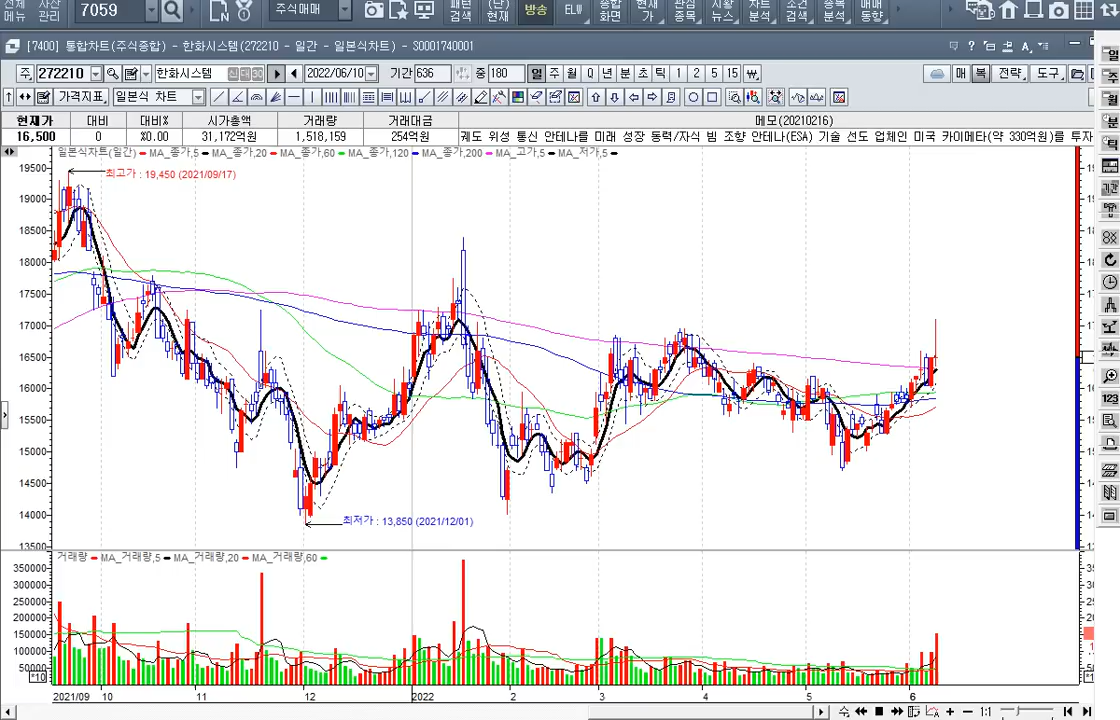 7059 주식매매 패턴검색 (단)현재 방송 ELW 종합화면 현재가 관심종목 시황뉴스 차트분석 조건검색 종목분석 매매동향
[7400] 통합차트(주식종합) - 한화시스템(272210 - 일간 - 일본식차트) - S0001740001
주 272210 한화시스템 신대30 2022/06/10 기간 636 중 180 일 주 월 Q 년 분 초 틱 1 2 5 15 매 복 전략 도구
가격지표 일본식 차트
현재가 대비 대비% 시가총액 거래량 거래대금 메모(20210216)
16,500 0 %0.00 31,172억원 1,518,159 254억원 궤도 위성 통신 안테나를 미래 성장 동력/자식 빔 조향 안테나(ESA) 기술 선도 업체인 미국 카이메타(약 330억원)를 투자
일본식차트(일간) MA_종가,5 MA_종가,20 MA_종가,60 MA_종가,120 MA_종가,200 MA_고가,5 MA_저가,5
19500
최고가 : 19,450 (2021/09/17)
19000
18500
18000
17500
17000
16500
16000
15500
15000
14500
14000
최저가 : 13,850 (2021/12/01)
13500
거래량 MA_거래량,5 MA_거래량,20 MA_거래량,60
350000
300000
250000
200000
150000
100000
50000
*10
2021/09 10 11 12 2022 2 3 4 5 6
1:1